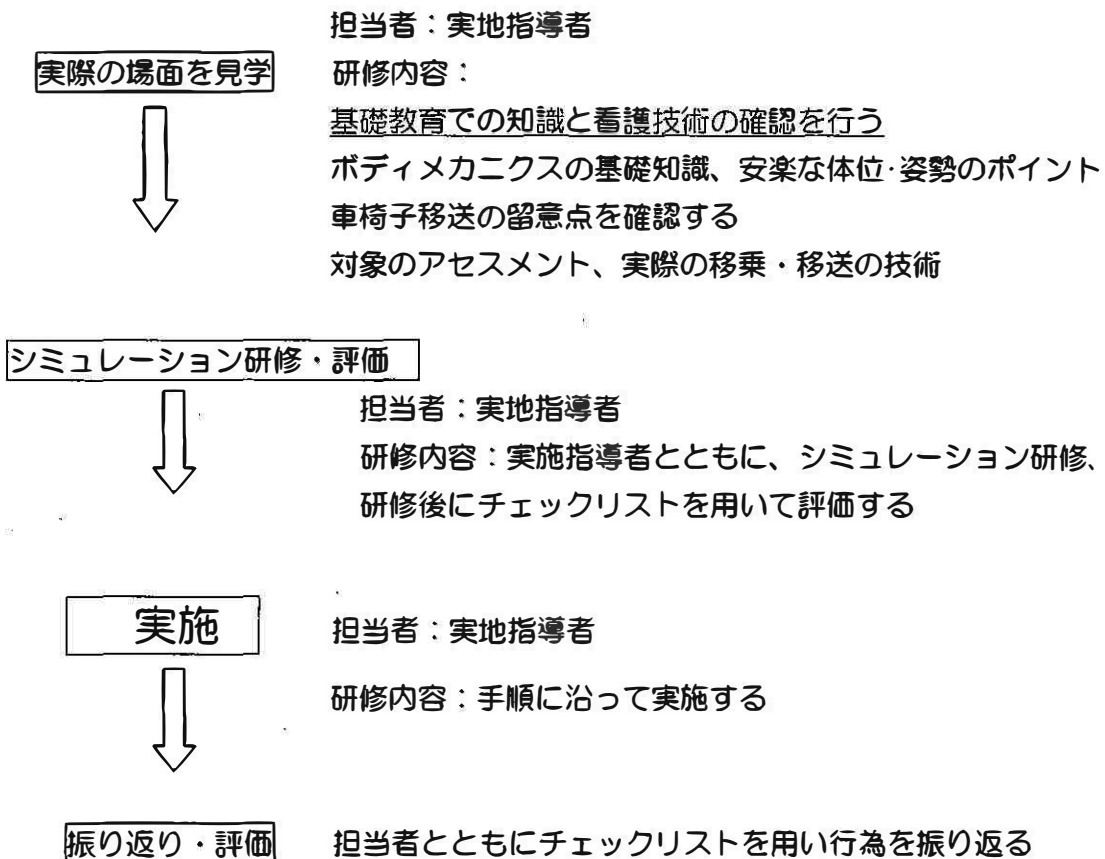 担当者：実地指導者
実際の場面を見学
研修内容：
基礎教育での知識と看護技術の確認を行う
ボディメカニクスの基礎知識、安楽な体位・姿勢のポイント
車椅子移送の留意点を確認する
対象のアセスメント、実際の移乗・移送の技術
シミュレーション研修・評価
担当者：実地指導者
研修内容：実施指導者とともに、シミュレーション研修、
研修後にチェックリストを用いて評価する
実施
担当者：実地指導者
研修内容：手順に沿って実施する
振り返り・評価
担当者とともにチェックリストを用い行為を振り返る